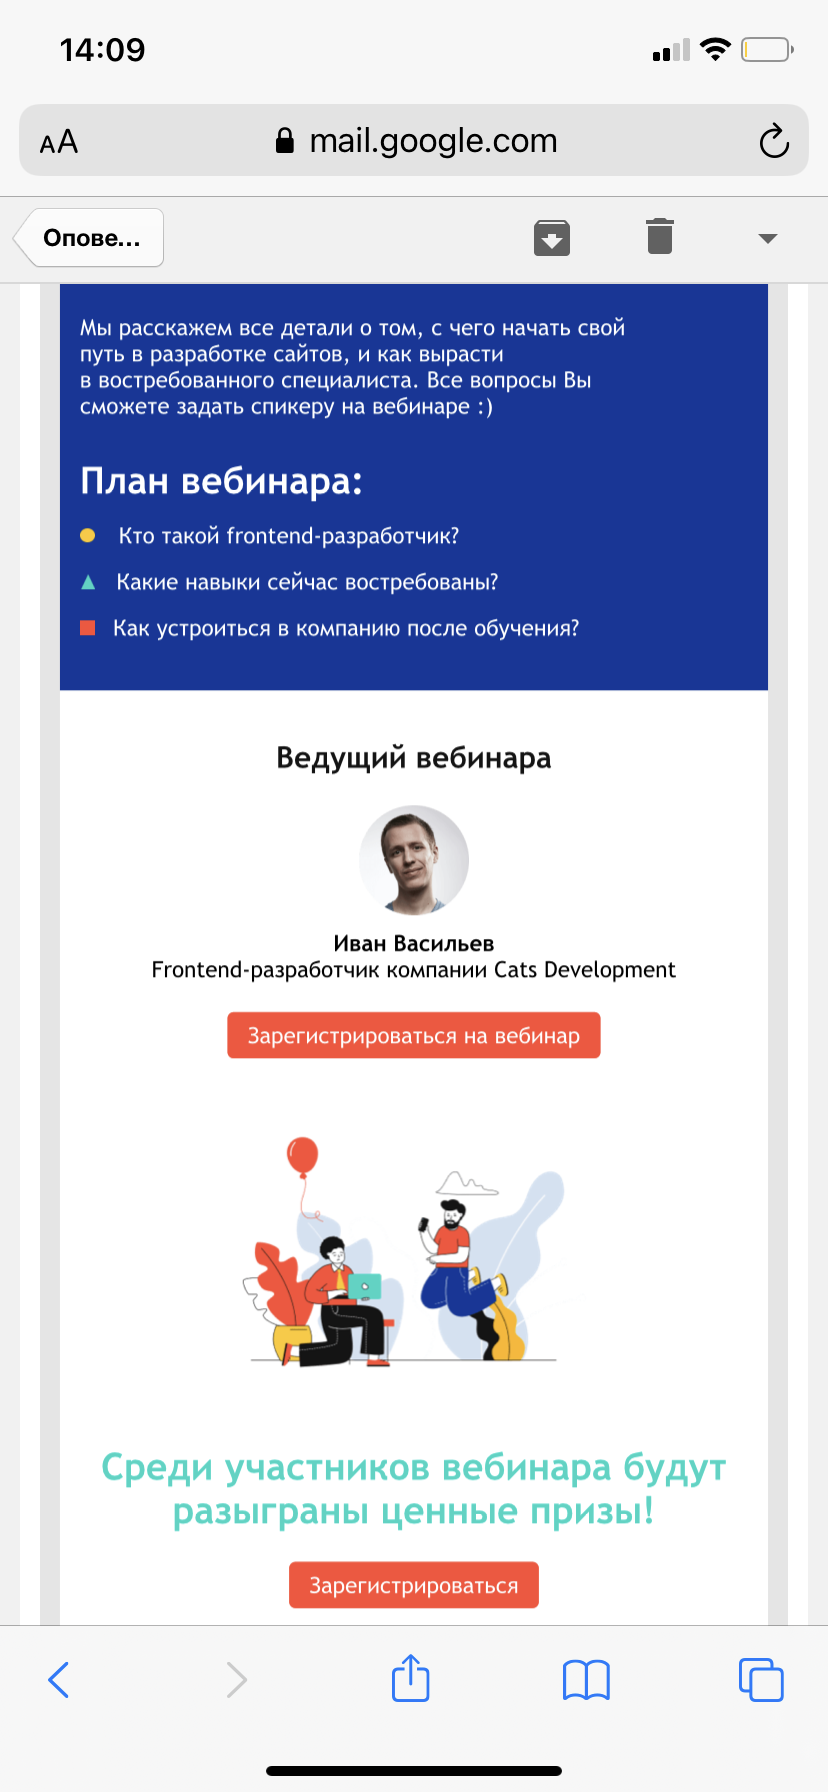 14:09
AA
mail.google.com
Опове...
Мы расскажем все детали о том, с чего начать свой
путь в разработке сайтов, и как вырасти
в востребованного специалиста. Все вопросы Вы
сможете задать спикеру на вебинаре :)
План вебинара:
Кто такой frontend-разработчик?
Какие навыки сейчас востребованы?
Как устроиться в компанию после обучения?
Ведущий вебинара
Иван Васильев
Frontend-разработчик компании Cats Development
Зарегистрироваться на вебинар
Среди участников вебинара будут
разыграны ценные призы!
Зарегистрироваться